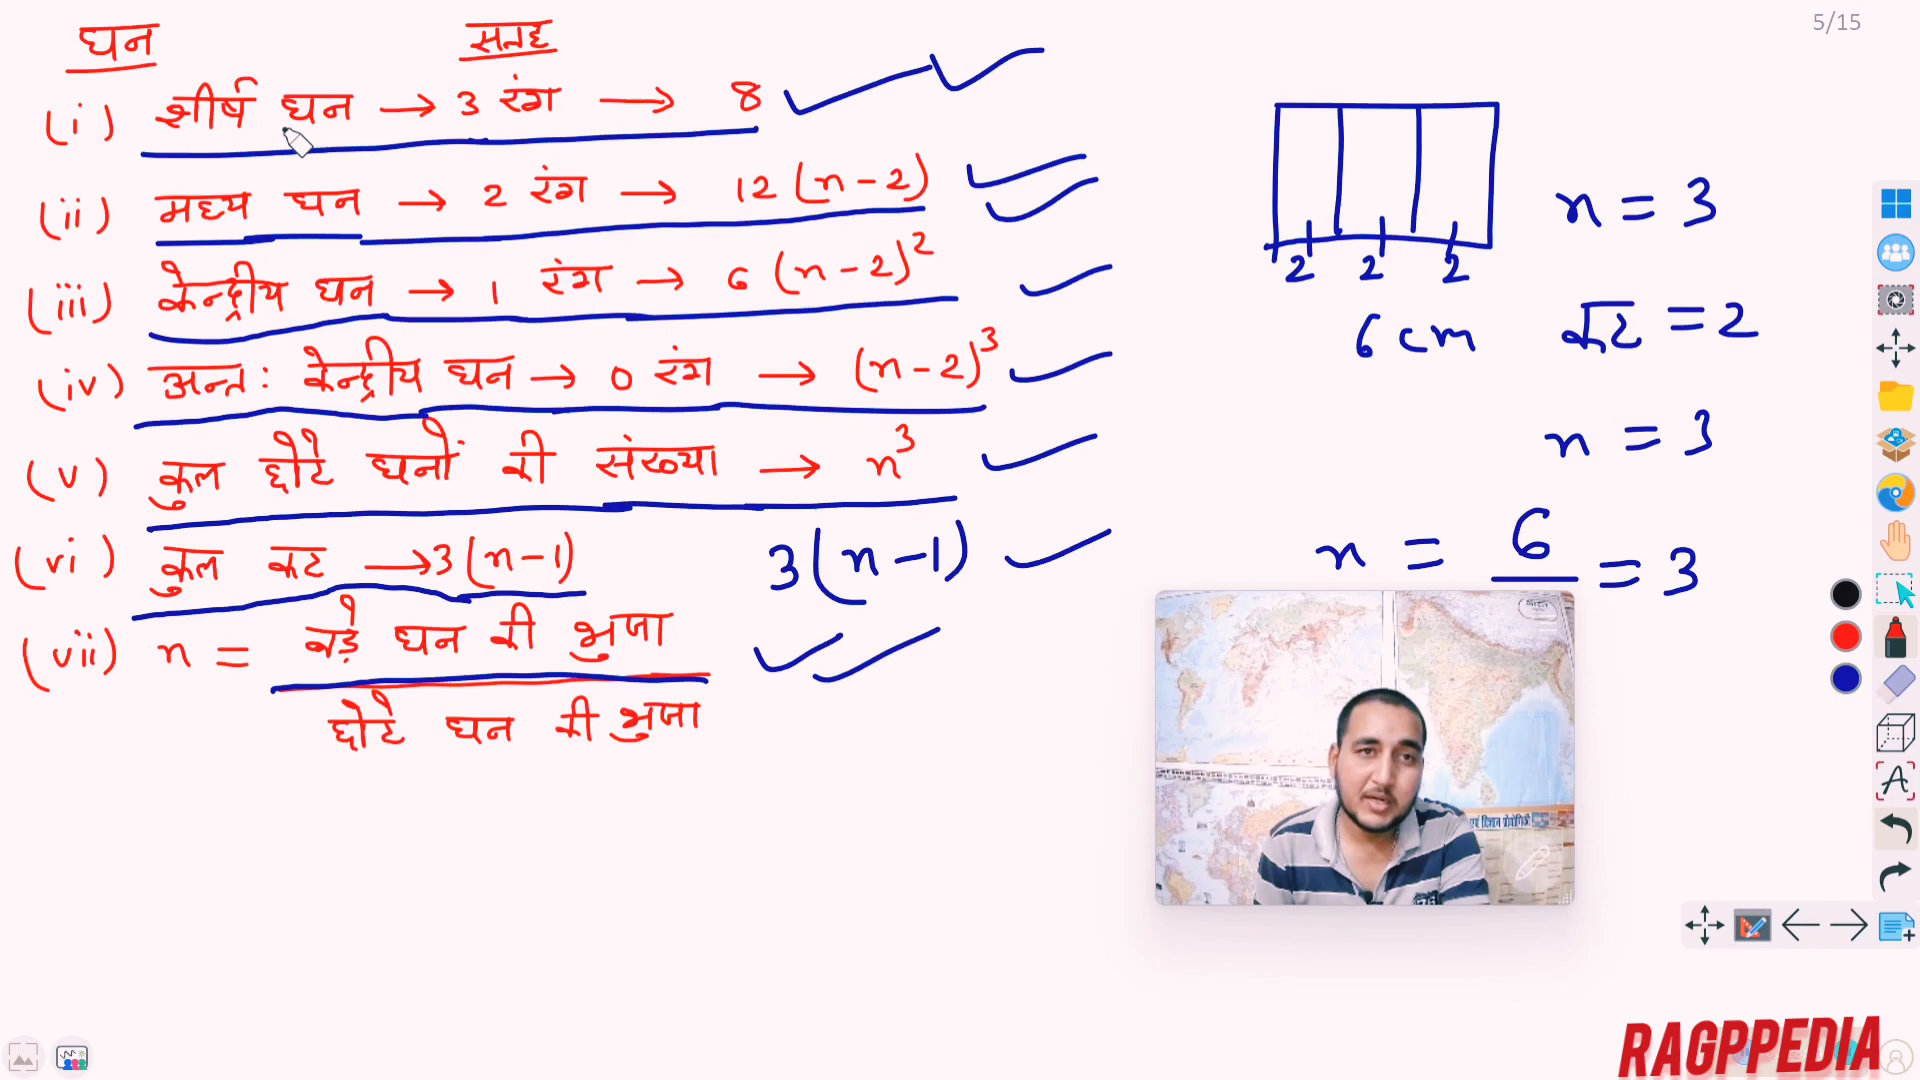 5/15
घन सतह
(i) शीर्ष घन → 3 रंग → 8
(ii) मध्य घन → 2 रंग → 12 (n-2)
(iii) केन्द्रीय घन → 1 रंग → 6 (n-2)²
(iv) अन्तः केन्द्रीय घन → 0 रंग → (n-2)³
(v) कुल छोटे घनों की संख्या → n³
(vi) कुल कट → 3(n-1) 3(n-1)
(vii) n = बड़े घन की भुजा
छोटे घन की भुजा
n = 3
2 2 2
6 cm
कट = 2
n = 3
n = 6 = 3
RAGPPEDIA